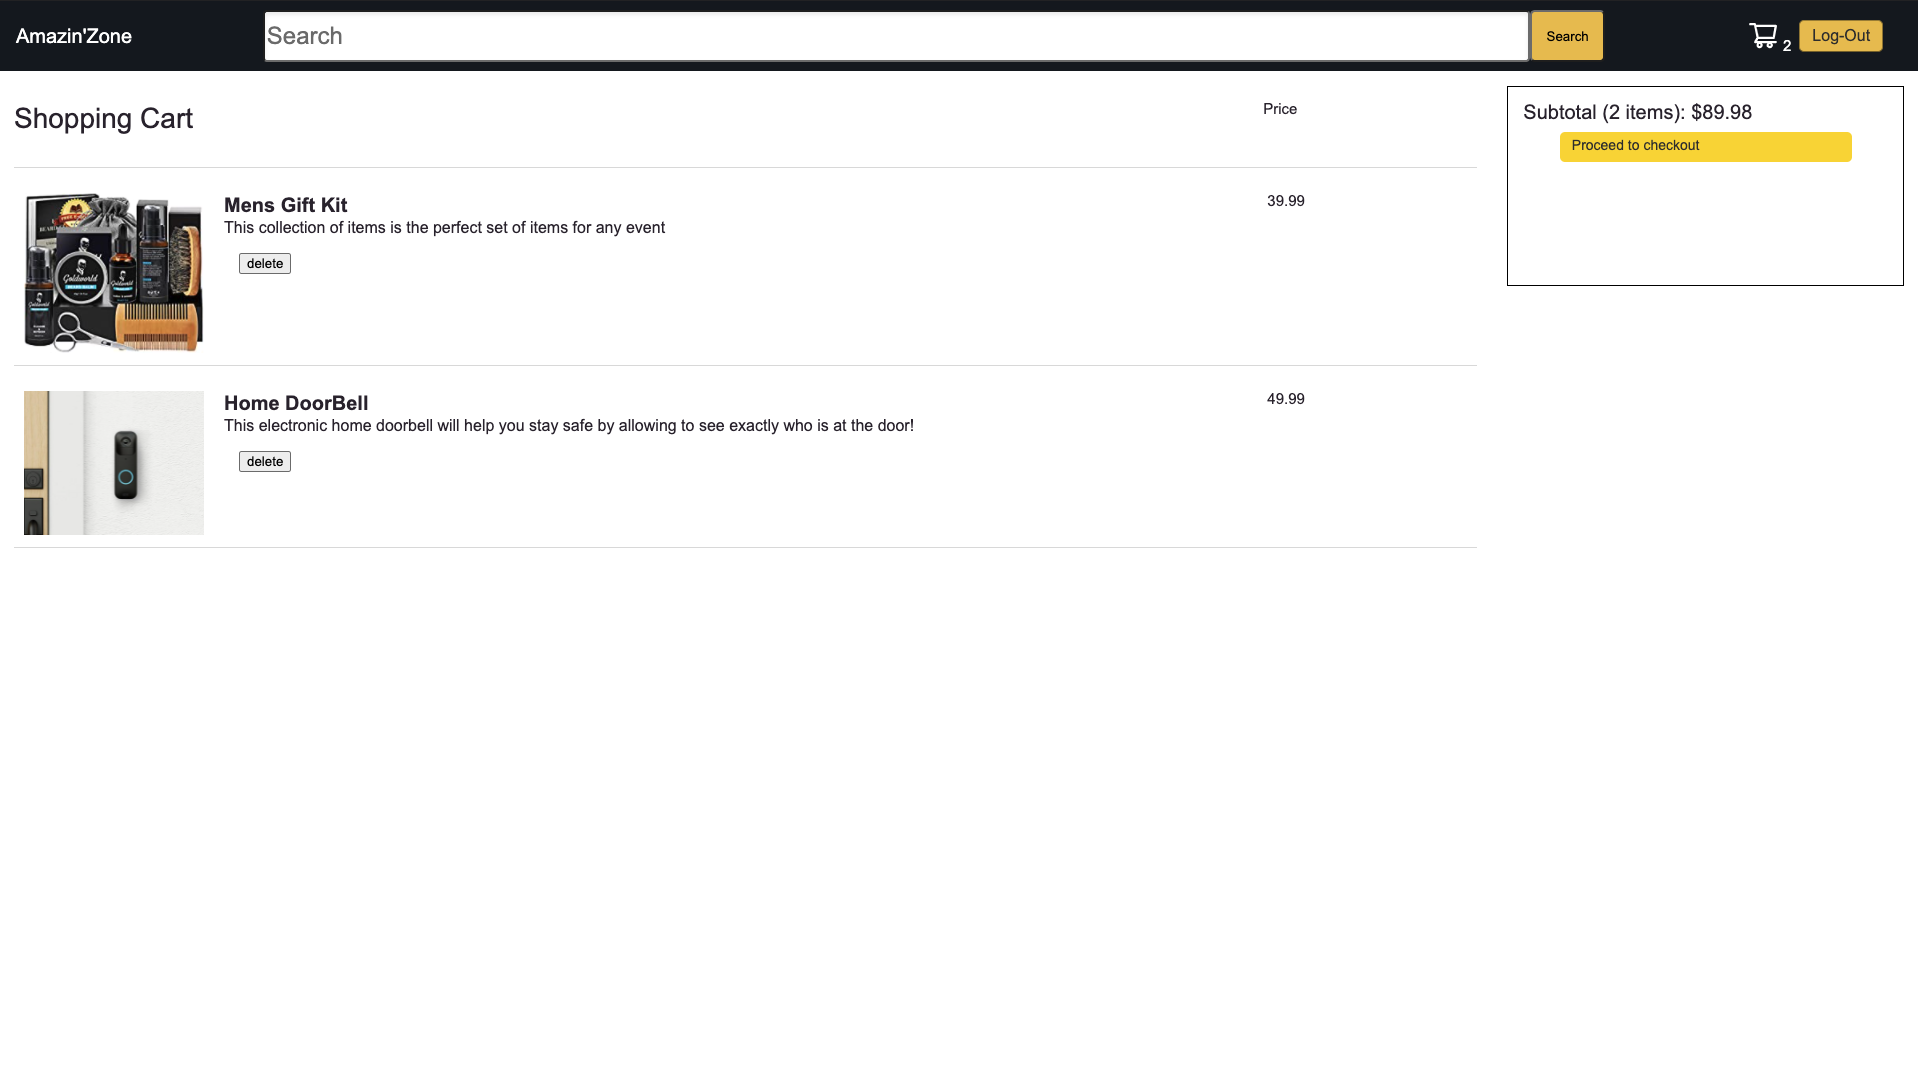 Amazin'Zone
Search
Search
2
Log-Out
Shopping Cart
Price
Subtotal (2 items): $89.98
Proceed to checkout
Mens Gift Kit
39.99
This collection of items is the perfect set of items for any event
delete
Goldworld
Home DoorBell
49.99
This electronic home doorbell will help you stay safe by allowing to see exactly who is at the door!
delete